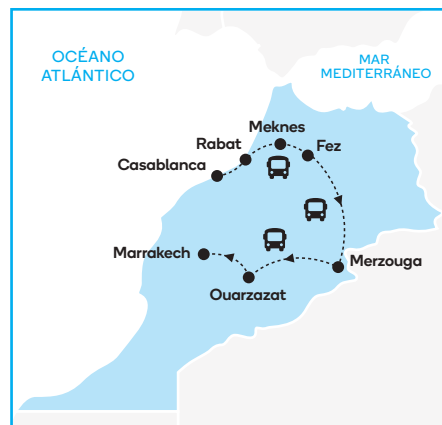 OCÉANO
ATLÁNTICO
MAR
MEDITERRÁNEO
Meknes
Rabat
Fez
Casablanca
Marrakech
Merzouga
Ouarzazat